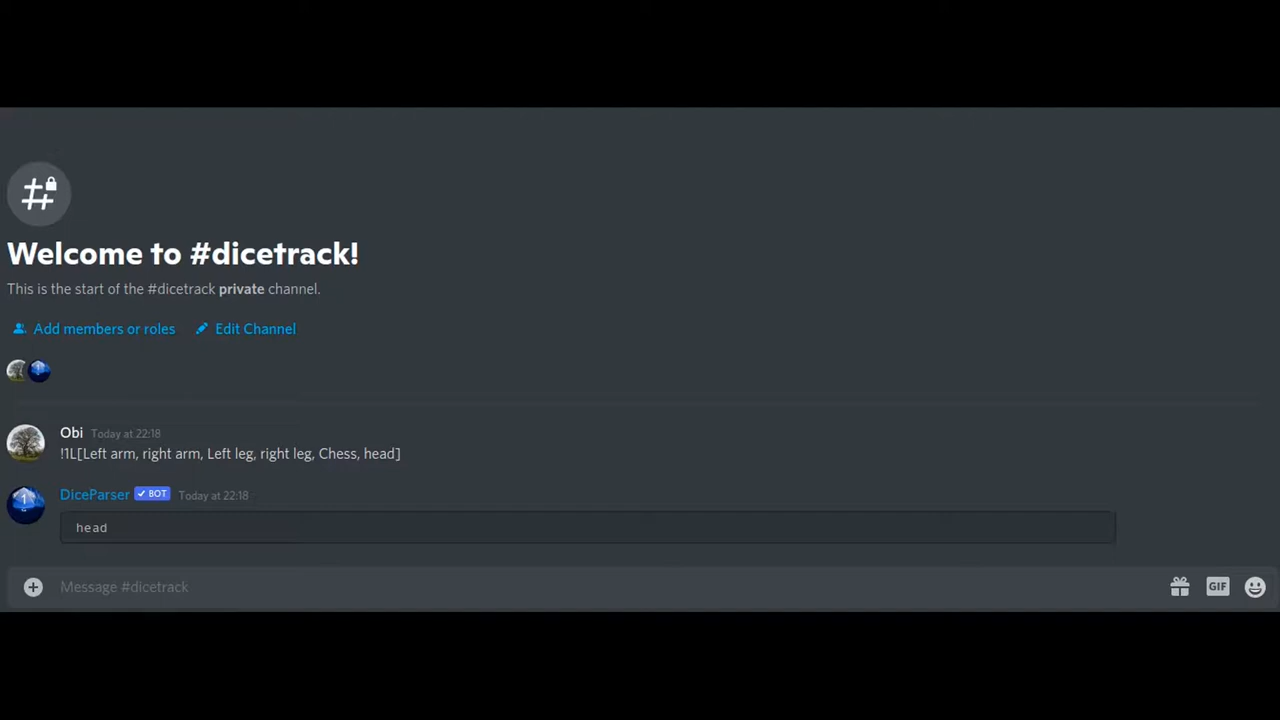 Welcome to #dicetrack!
This is the start of the #dicetrack private channel.
Add members or roles Edit Channel
Obi Today at 22:18
!1L[Left arm, right arm, Left leg, right leg, Chess, head]
DiceParser BOT Today at 22:18
head
Message #dicetrack GIF